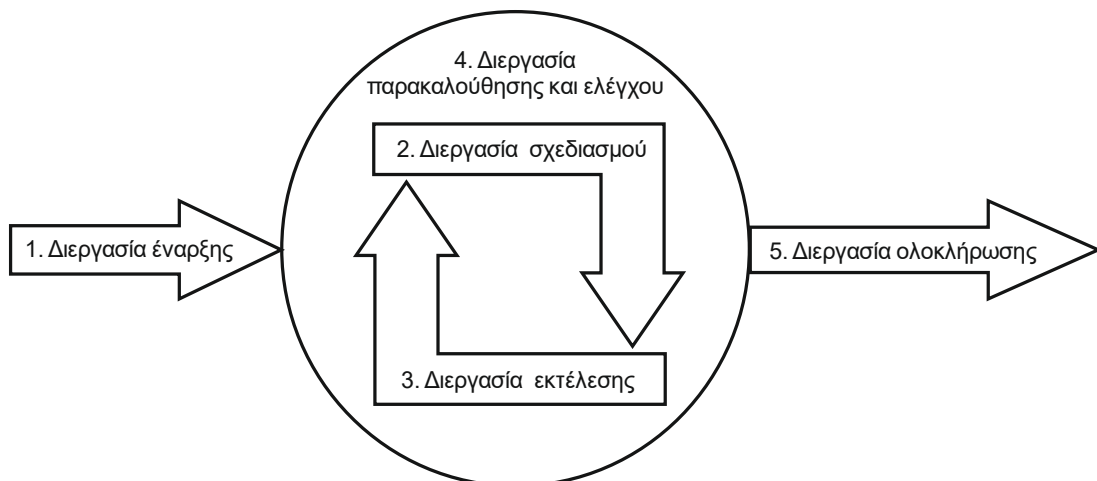 4. Διεργασία
παρακαλούθησης και ελέγχου
2. Διεργασία σχεδιασμού
1. Διεργασία έναρξης
5. Διεργασία ολοκλήρωσης
3. Διεργασία εκτέλεσης